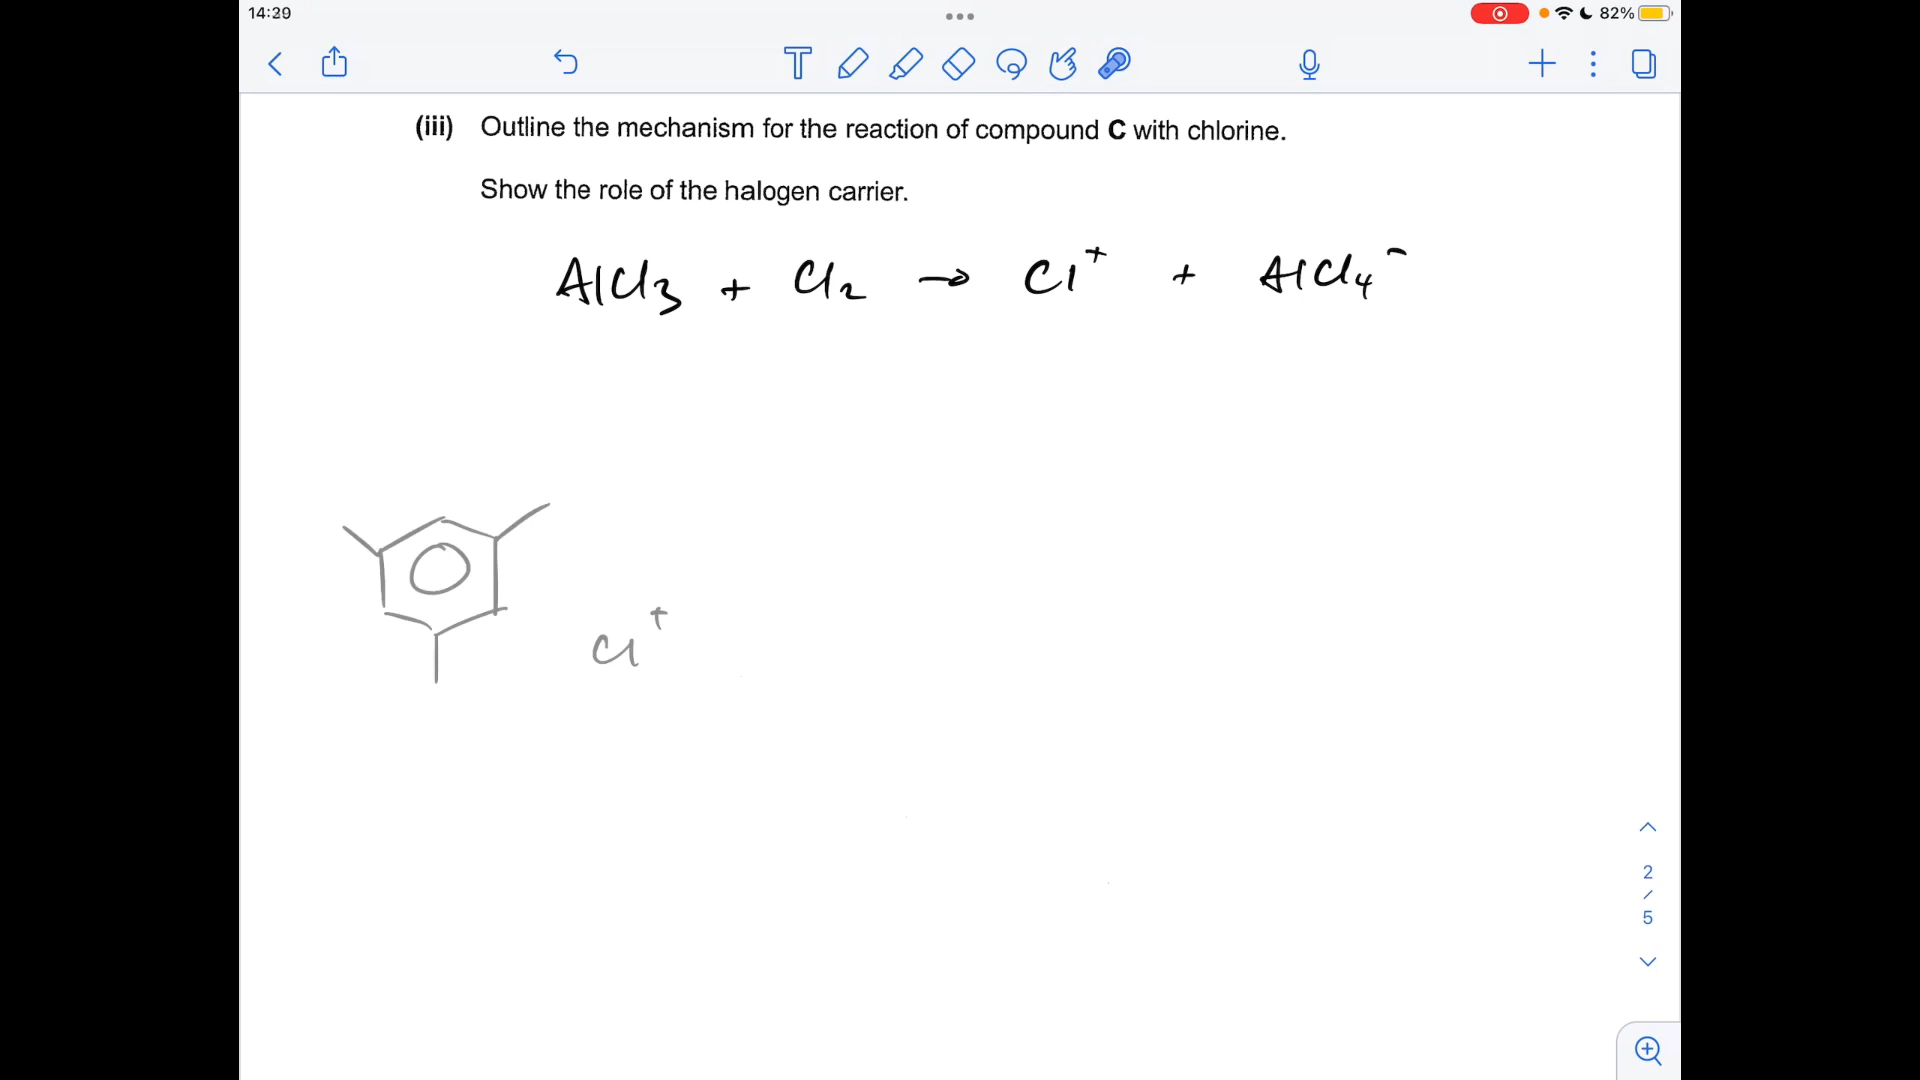 14:29
82%
(iii) Outline the mechanism for the reaction of compound C with chlorine.
Show the role of the halogen carrier.
AlCl3 + Cl2 → Cl+ + AlCl4-
Cl+
2
/
5